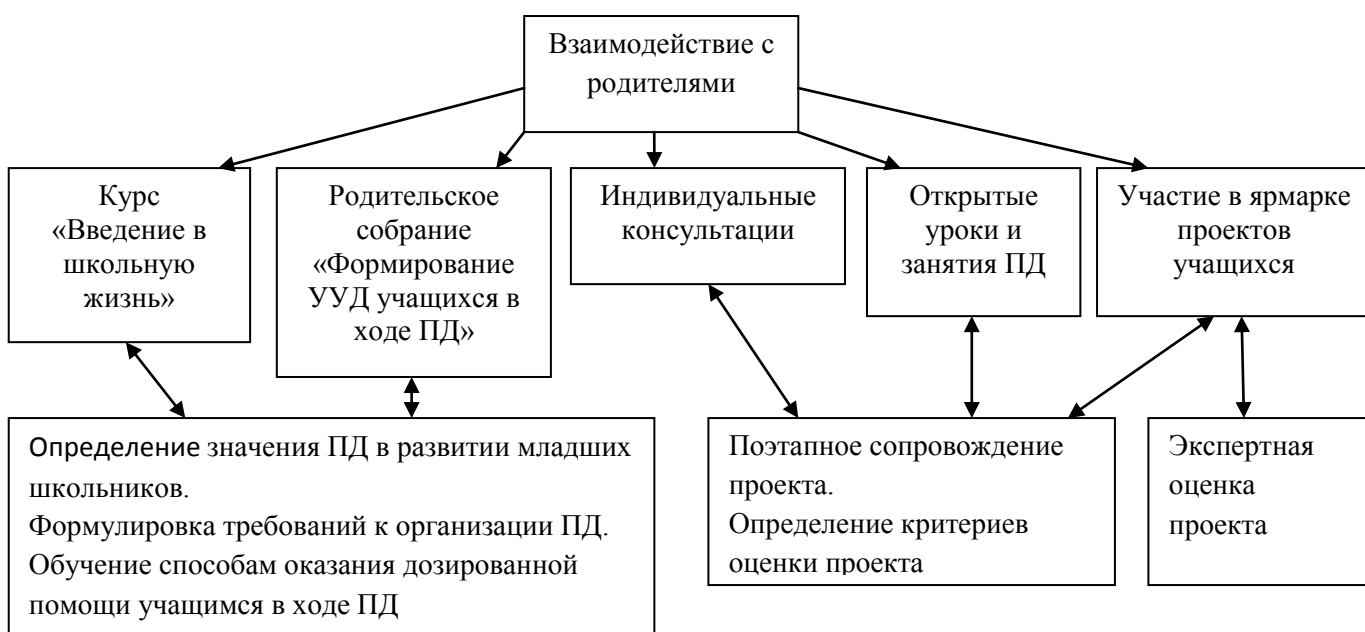 Взаимодействие с
родителями
Курс
«Введение в
школьную
жизнь»
Родительское
собрание
«Формирование
УУД учащихся в
ходе ПД»
Индивидуальные
консультации
Открытые
уроки и
занятия ПД
Участие в ярмарке
проектов
учащихся
Определение значения ПД в развитии младших
школьников.
Формулировка требований к организации ПД.
Обучение способам оказания дозированной
помощи учащимся в ходе ПД
Поэтапное сопровождение
проекта.
Определение критериев
оценки проекта
Экспертная
оценка
проекта